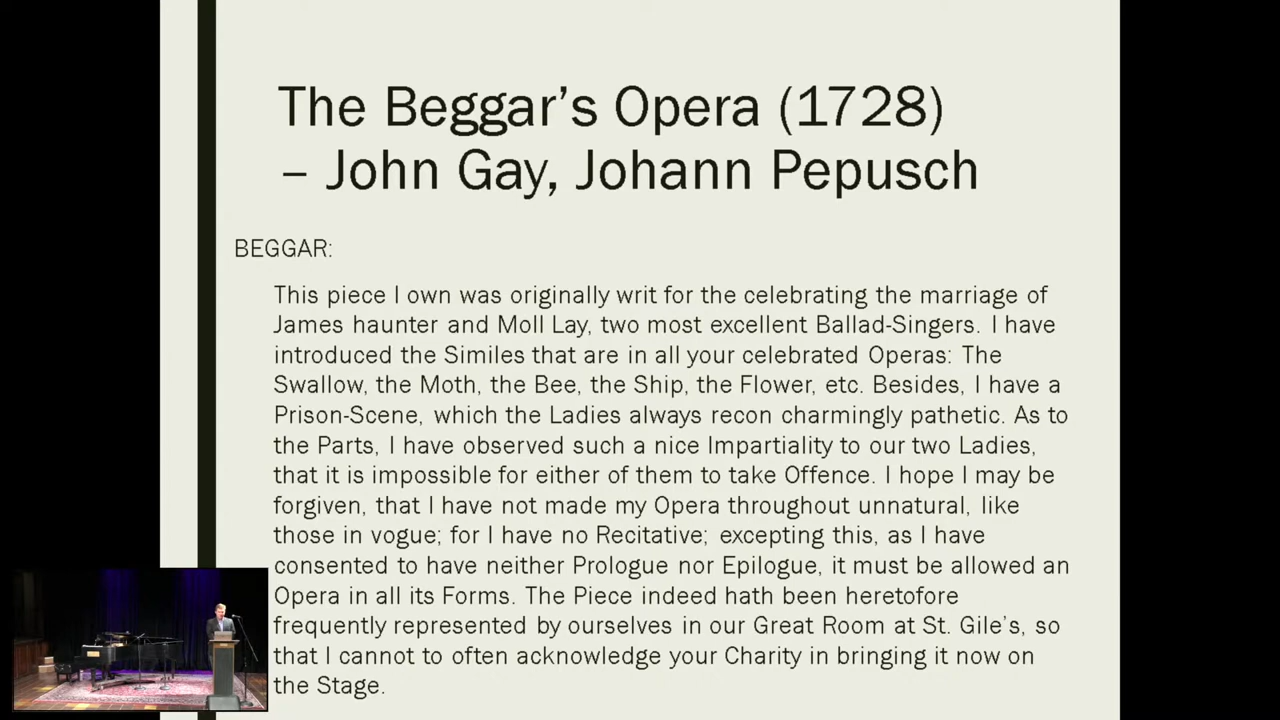 The Beggar's Opera (1728)
– John Gay, Johann Pepusch
BEGGAR:
This piece I own was originally writ for the celebrating the marriage of
James haunter and Moll Lay, two most excellent Ballad-Singers. I have
introduced the Similes that are in all your celebrated Operas: The
Swallow, the Moth, the Bee, the Ship, the Flower, etc. Besides, I have a
Prison-Scene, which the Ladies always recon charmingly pathetic. As to
the Parts, I have observed such a nice Impartiality to our two Ladies,
that it is impossible for either of them to take Offence. I hope I may be
forgiven, that I have not made my Opera throughout unnatural, like
those in vogue; for I have no Recitative; excepting this, as I have
consented to have neither Prologue nor Epilogue, it must be allowed an
Opera in all its Forms. The Piece indeed hath been heretofore
frequently represented by ourselves in our Great Room at St. Gile's, so
that I cannot to often acknowledge your Charity in bringing it now on
the Stage.